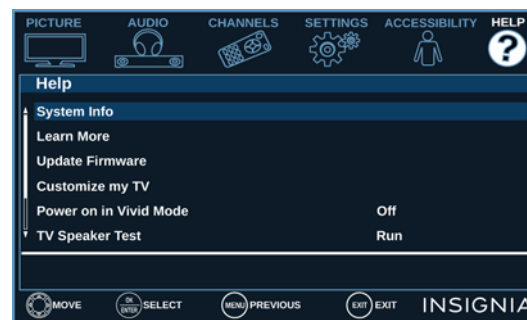 PICTURE AUDIO CHANNELS SETTINGS ACCESSIBILITY HELP
?
Help
System Info
Learn More
Update Firmware
Customize my TV
Power on in Vivid Mode Off
TV Speaker Test Run
MOVE OK ENTER SELECT MENU PREVIOUS EXIT EXIT INSIGNIA